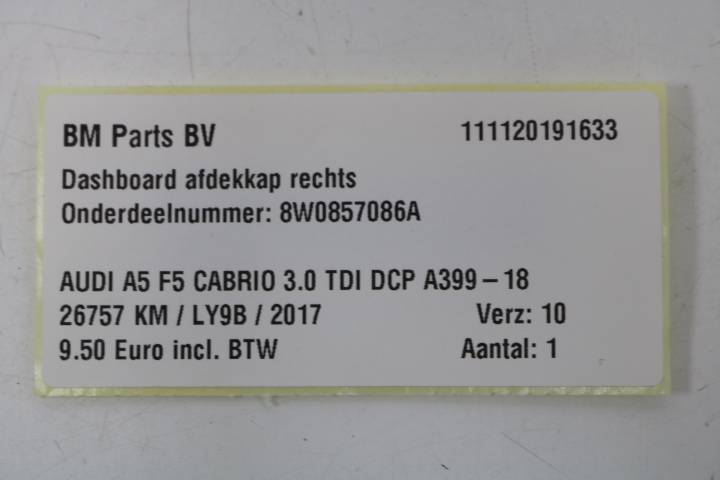 BM Parts BV 111120191633
Dashboard afdekkap rechts
Onderdeelnummer: 8W0857086A
AUDI A5 F5 CABRIO 3.0 TDI DCP A399 – 18
26757 KM / LY9B / 2017 Verz: 10
9.50 Euro incl. BTW Aantal: 1